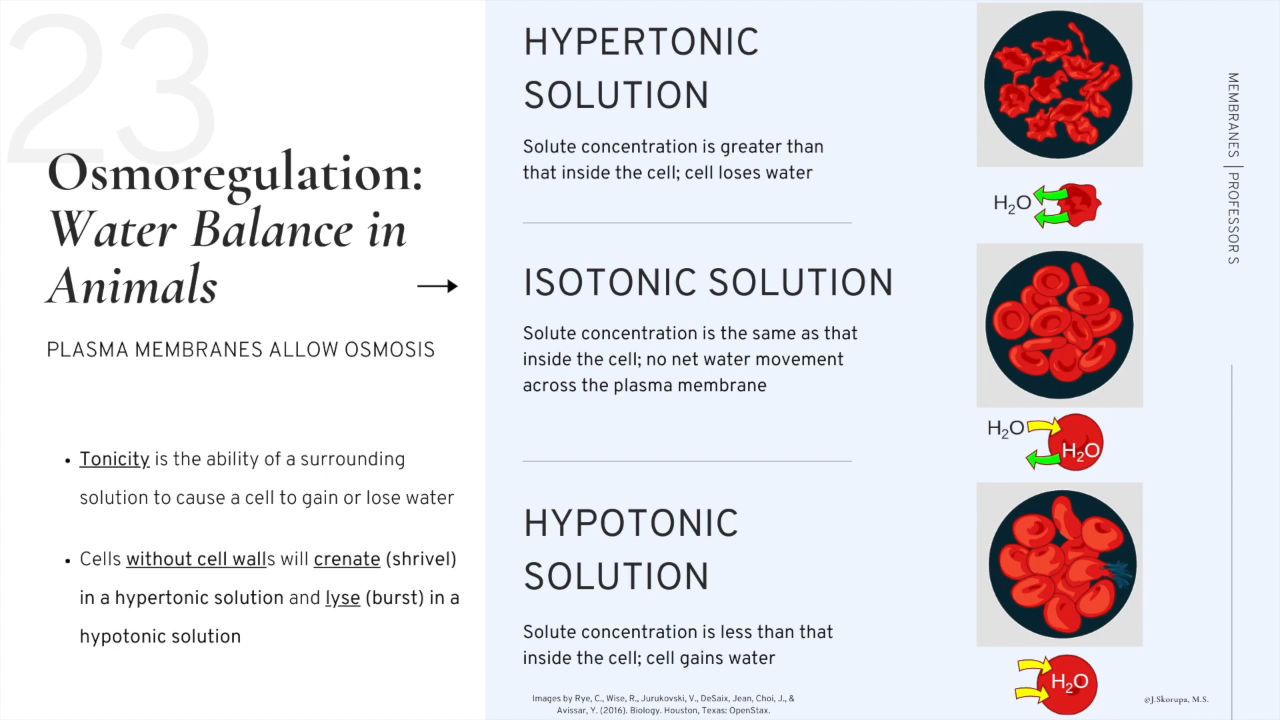 23
Osmoregulation:
Water Balance in
Animals
PLASMA MEMBRANES ALLOW OSMOSIS
• Tonicity is the ability of a surrounding
solution to cause a cell to gain or lose water
• Cells without cell walls will crenate (shrivel)
in a hypertonic solution and lyse (burst) in a
hypotonic solution
HYPERTONIC
SOLUTION
Solute concentration is greater than
that inside the cell; cell loses water
H₂O
ISOTONIC SOLUTION
Solute concentration is the same as that
inside the cell; no net water movement
across the plasma membrane
H₂O
H₂O
HYPOTONIC
SOLUTION
Solute concentration is less than that
inside the cell; cell gains water
H₂O
Images by Rye, C., Wise, R., Jurukovski, V., DeSaix, Jean, Choi, J., &
Avissar, Y. (2016). Biology. Houston, Texas: OpenStax.
@J.Skorupa, M.S.
MEMBRANES | PROFESSOR S